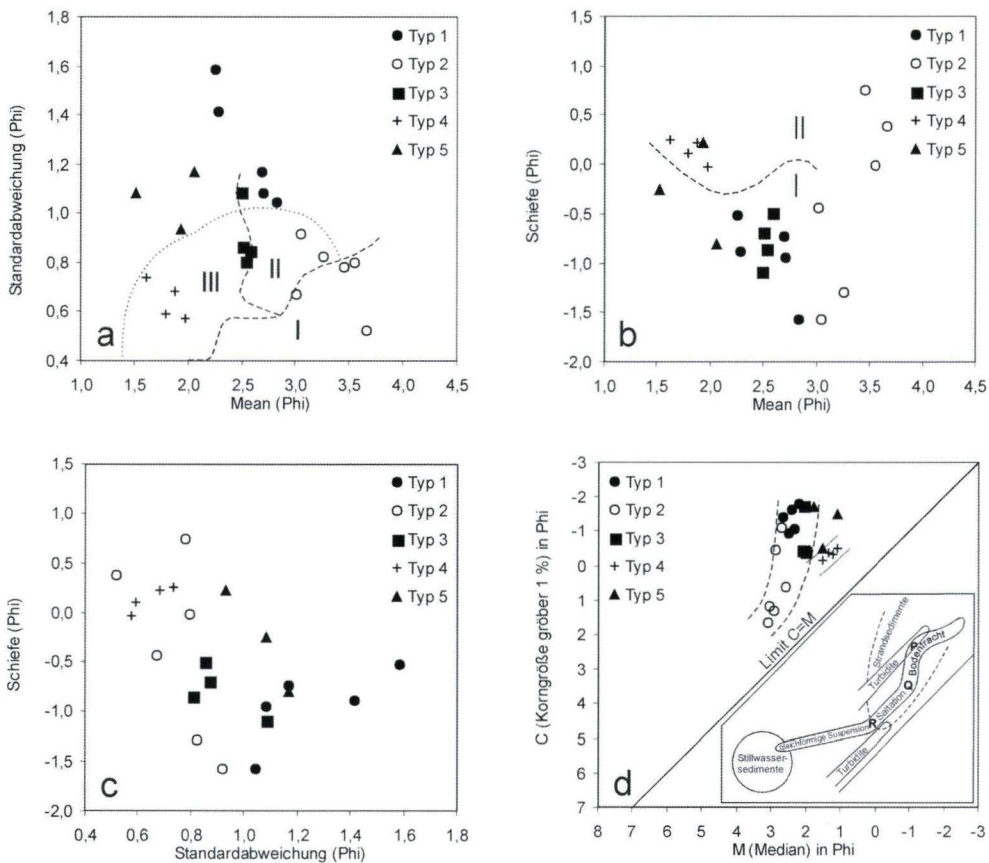 1,8
1,6
1,4
1,2
1,0
0,8
0,6
0,4
Standardabweichung (Phi)
Typ 1
Typ 2
Typ 3
Typ 4
Typ 5
III
II
I
a
1,0 1,5 2,0 2,5 3,0 3,5 4,0 4,5
Mean (Phi)
1,5
1,0
0,5
0,0
-0,5
-1,0
-1,5
-2,0
Schiefe (Phi)
Typ 1
Typ 2
Typ 3
Typ 4
Typ 5
II
I
b
1,0 1,5 2,0 2,5 3,0 3,5 4,0 4,5
Mean (Phi)
1,5
1,0
0,5
0,0
-0,5
-1,0
-1,5
-2,0
Schiefe (Phi)
Typ 1
Typ 2
Typ 3
Typ 4
Typ 5
c
0,4 0,6 0,8 1,0 1,2 1,4 1,6 1,8
Standardabweichung (Phi)
-3
-2
-1
0
1
2
3
4
5
6
7
C (Korngröße gröber 1 %) in Phi
Typ 1
Typ 2
Typ 3
Typ 4
Typ 5
Limit C=M
Strandsedimente
Turbidite
P
Bodenfracht
Q
Saltation
R
gleichförmige Suspension
Stillwasser-
sedimente
Turbidite
d
8 7 6 5 4 3 2 1 0 -1 -2 -3
M (Median) in Phi